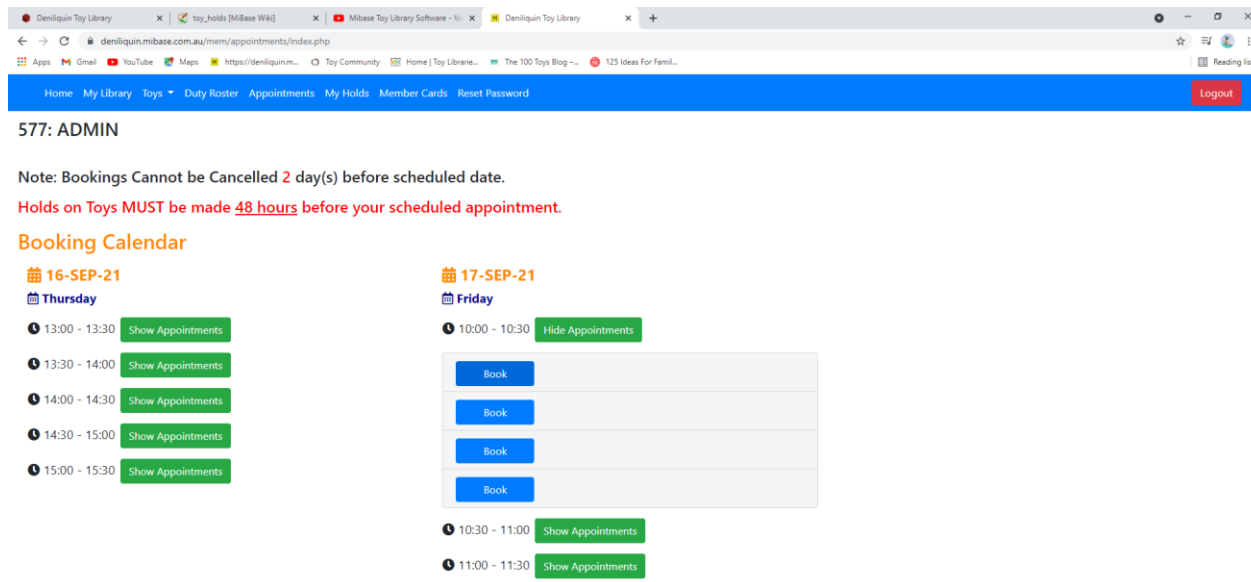 Deniliquin Toy Library
toy_holds [MiBase Wiki]
Mibase Toy Library Software - Yo
Deniliquin Toy Library
deniliquin.mibase.com.au/mem/appointments/index.php
Apps Gmail YouTube Maps https://deniliquin.m... Toy Community Home | Toy Librarie... The 100 Toys Blog –... 125 Ideas For Famil... Reading lis
Home My Library Toys Duty Roster Appointments My Holds Member Cards Reset Password Logout
577: ADMIN
Note: Bookings Cannot be Cancelled 2 day(s) before scheduled date.
Holds on Toys MUST be made 48 hours before your scheduled appointment.
Booking Calendar
16-SEP-21
Thursday
13:00 - 13:30 Show Appointments
13:30 - 14:00 Show Appointments
14:00 - 14:30 Show Appointments
14:30 - 15:00 Show Appointments
15:00 - 15:30 Show Appointments
17-SEP-21
Friday
10:00 - 10:30 Hide Appointments
Book
Book
Book
Book
10:30 - 11:00 Show Appointments
11:00 - 11:30 Show Appointments